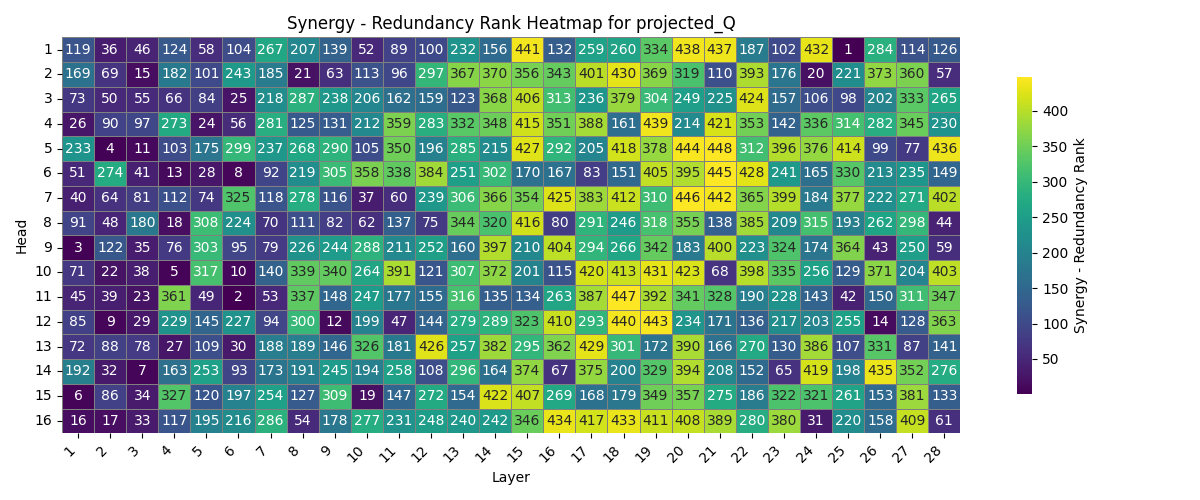 Synergy - Redundancy Rank Heatmap for projected_Q
1 119 36 46 124 58 104 267 207 139 52 89 100 232 156 441 132 259 260 334 438 437 187 102 432 1 284 114 126
2 169 69 15 182 101 243 185 21 63 113 96 297 367 370 356 343 401 430 369 319 110 393 176 20 221 373 360 57
3 73 50 55 66 84 25 218 287 238 206 162 159 123 368 406 313 236 379 304 249 225 424 157 106 98 202 333 265
4 26 90 97 273 24 56 281 125 131 212 359 283 332 348 415 351 388 161 439 214 421 353 142 336 314 282 345 230
5 233 4 11 103 175 299 237 268 290 105 350 196 285 215 427 292 205 418 378 444 448 312 396 376 414 99 77 436
6 51 274 41 13 28 8 92 219 305 358 338 384 251 302 170 167 83 151 405 395 445 428 241 165 330 213 235 149
7 40 64 81 112 74 325 118 278 116 37 60 239 306 366 354 425 383 412 310 446 442 365 399 184 377 222 271 402
8 91 48 180 18 308 224 70 111 82 62 137 75 344 320 416 80 291 246 318 355 138 385 209 315 193 262 298 44
9 3 122 35 76 303 95 79 226 244 288 211 252 160 397 210 404 294 266 342 183 400 223 324 174 364 43 250 59
10 71 22 38 5 317 10 140 339 340 264 391 121 307 372 201 115 420 413 431 423 68 398 335 256 129 371 204 403
11 45 39 23 361 49 2 53 337 148 247 177 155 316 135 134 263 387 447 392 341 328 190 228 143 42 150 311 347
12 85 9 29 229 145 227 94 300 12 199 47 144 279 289 323 410 293 440 443 234 171 136 217 203 255 14 128 363
13 72 88 78 27 109 30 188 189 146 326 181 426 257 382 295 362 429 301 172 390 166 270 130 386 107 331 87 141
14 192 32 7 163 253 93 173 191 245 194 258 108 296 164 374 67 375 200 329 394 208 152 65 419 198 435 352 276
15 6 86 34 327 120 197 254 127 309 19 147 272 154 422 407 269 168 179 349 357 275 186 322 321 261 153 381 133
16 16 17 33 117 195 216 286 54 178 277 231 248 240 242 346 434 417 433 411 408 389 280 380 31 220 158 409 61
1 2 3 4 5 6 7 8 9 10 11 12 13 14 15 16 17 18 19 20 21 22 23 24 25 26 27 28
Layer
Head
400
350
300
250
200
150
100
50
Synergy - Redundancy Rank